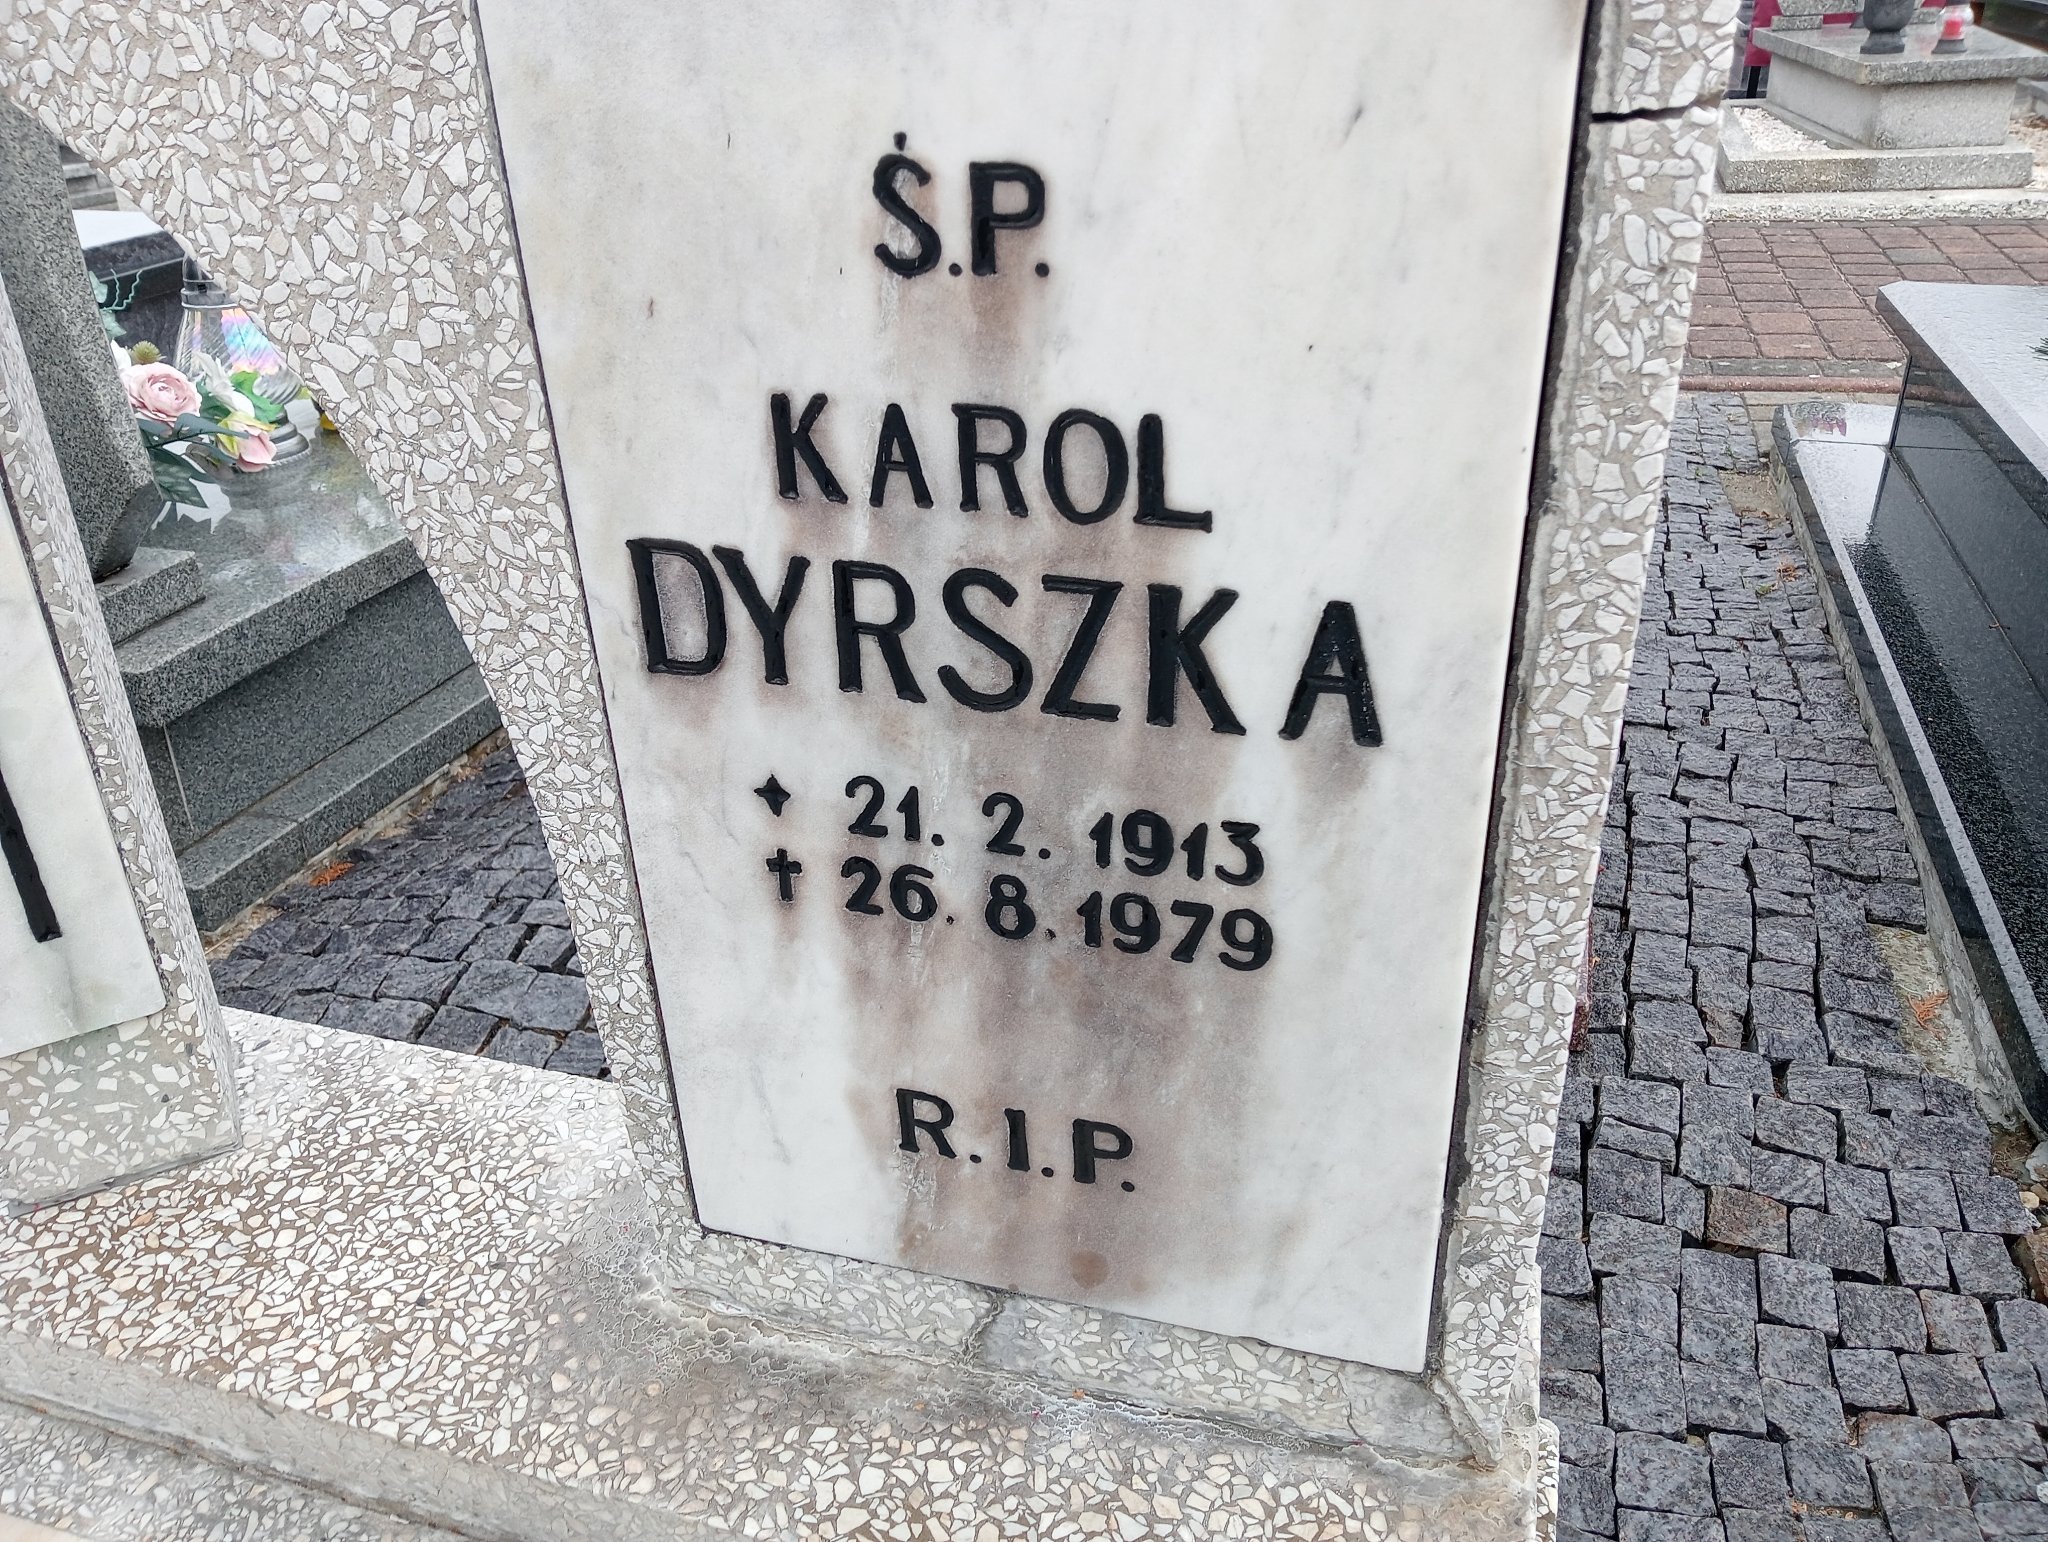 Ś.P.
KAROL
DYRSZKA
✦ 21. 2. 1913
✝ 26. 8. 1979
R.I.P.